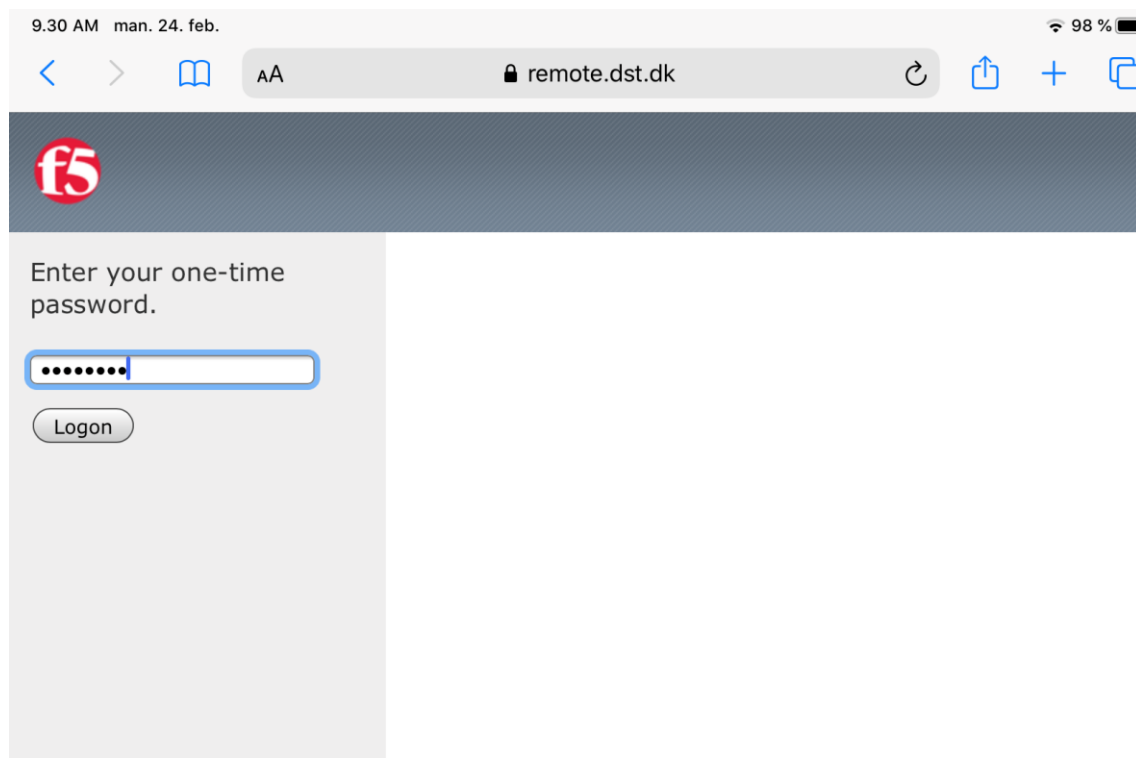 9.30 AM man. 24. feb. 98 %
AA remote.dst.dk
f5
Enter your one-time
password.
Logon